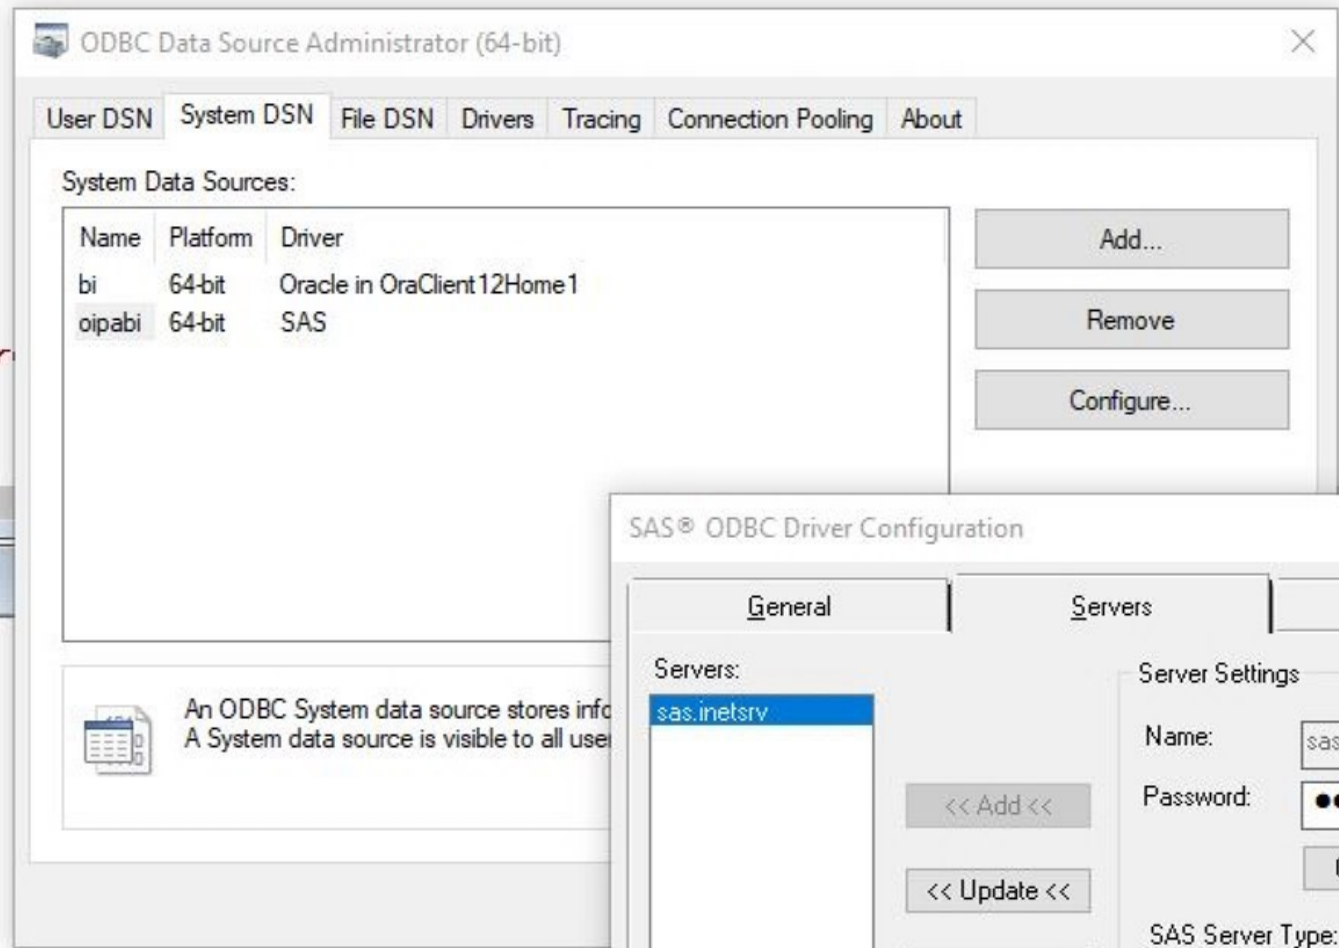 ODBC Data Source Administrator (64-bit)
User DSN System DSN File DSN Drivers Tracing Connection Pooling About
System Data Sources:
Name Platform Driver
bi 64-bit Oracle in OraClient12Home1
oipabi 64-bit SAS
Add...
Remove
Configure...
An ODBC System data source stores
A System data source is visible to all
SAS® ODBC Driver Configuration
General Servers
Servers:
sas.inetsrv
<< Add <<
<< Update <<
Server Settings
Name:
Password:
SAS Server Type: